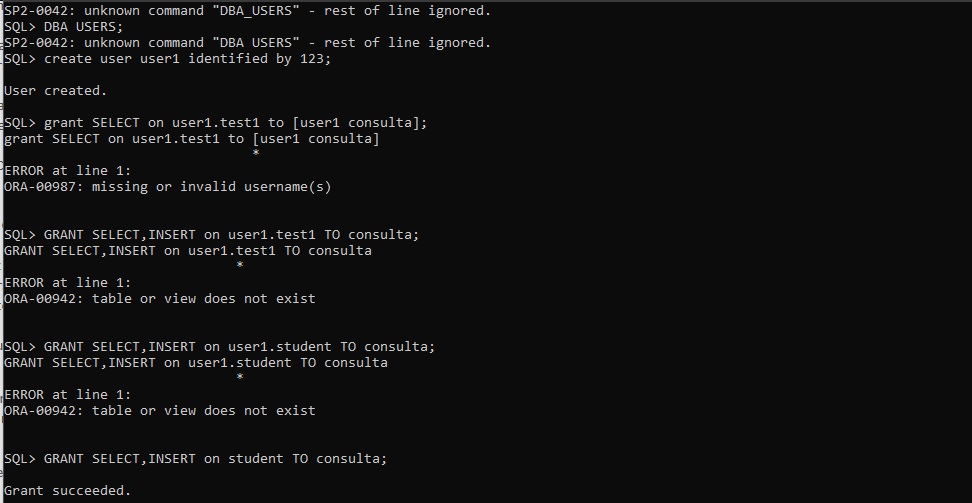 SP2-0042: unknown command "DBA_USERS" - rest of line ignored.
SQL> DBA USERS;
SP2-0042: unknown command "DBA USERS" - rest of line ignored.
SQL> create user user1 identified by 123;
User created.
SQL> grant SELECT on user1.test1 to [user1 consulta];
grant SELECT on user1.test1 to [user1 consulta]
*
ERROR at line 1:
ORA-00987: missing or invalid username(s)
SQL> GRANT SELECT,INSERT on user1.test1 TO consulta;
GRANT SELECT,INSERT on user1.test1 TO consulta
*
ERROR at line 1:
ORA-00942: table or view does not exist
SQL> GRANT SELECT,INSERT on user1.student TO consulta;
GRANT SELECT,INSERT on user1.student TO consulta
*
ERROR at line 1:
ORA-00942: table or view does not exist
SQL> GRANT SELECT,INSERT on student TO consulta;
Grant succeeded.